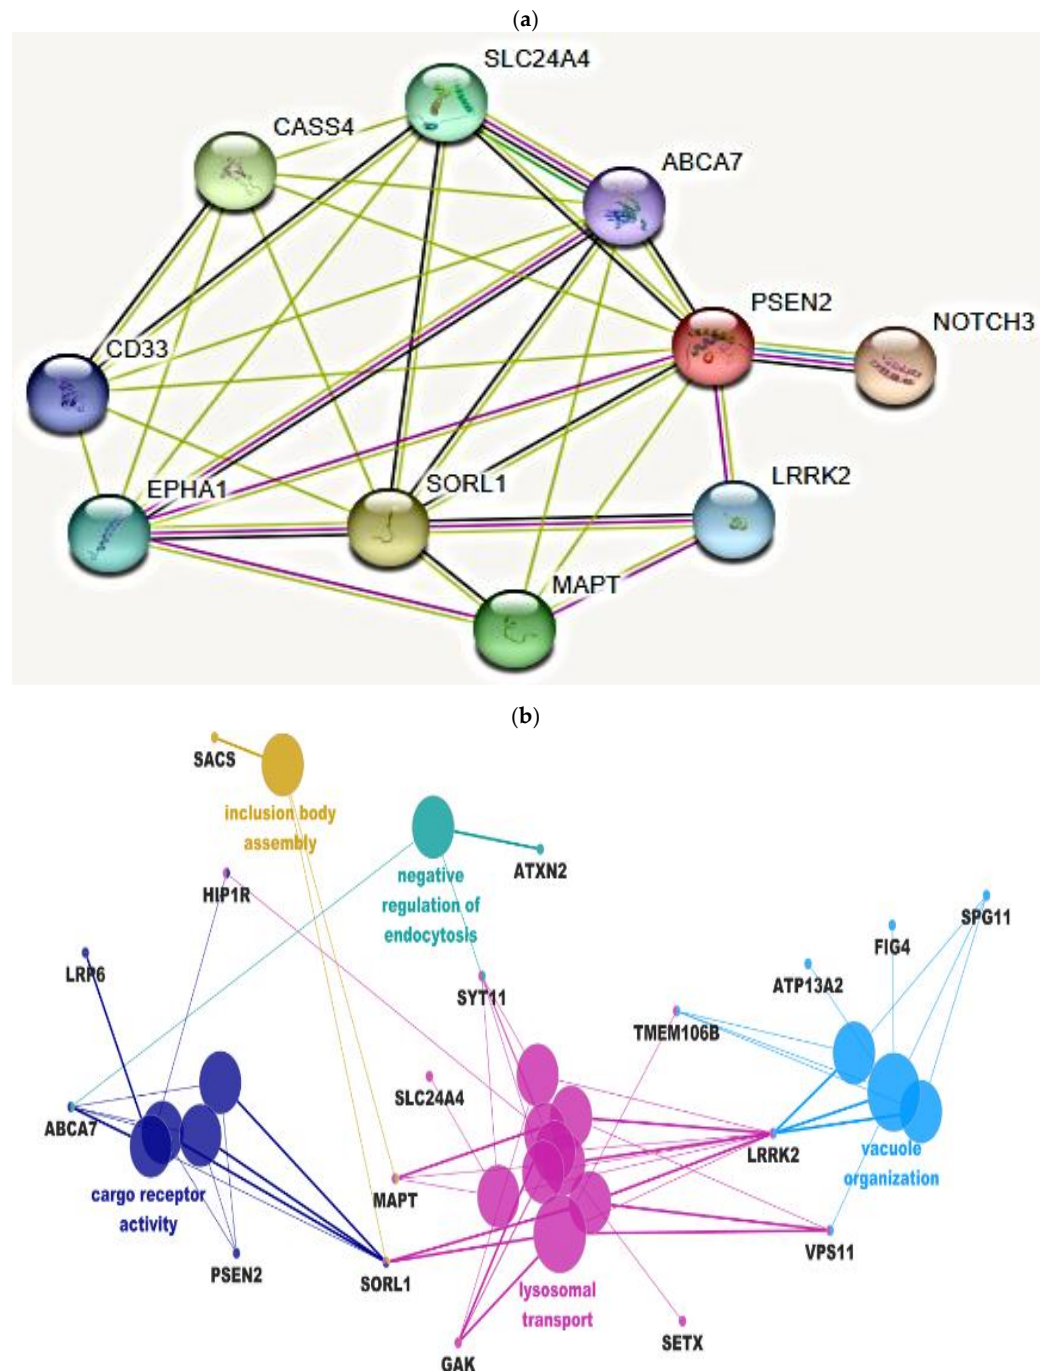 (a)
SLC24A4
CASS4
ABCA7
PSEN2
NOTCH3
CD33
EPHA1
SORL1
LRRK2
MAPT
(b)
SACS
inclusion body
assembly
ATXN2
negative
regulation of
endocytosis
HIP1R
SPG11
FIG4
LRP6
ATP13A2
SYT11
TMEM106B
SLC24A4
ABCA7
LRRK2
vacuole
organization
MAPT
cargo receptor
activity
VPS11
PSEN2
SORL1
lysosomal
transport
SETX
GAK